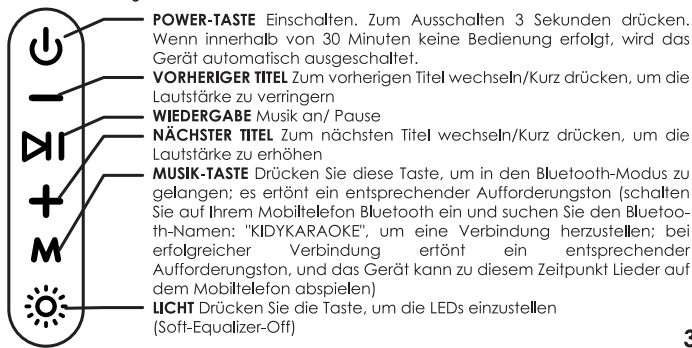 POWER-TASTE Einschalten. Zum Ausschalten 3 Sekunden drücken.
Wenn innerhalb von 30 Minuten keine Bedienung erfolgt, wird das
Gerät automatisch ausgeschaltet.
VORHERIGER TITEL Zum vorherigen Titel wechseln/Kurz drücken, um die
Lautstärke zu verringern
WIEDERGABE Musik an/ Pause
NÄCHSTER TITEL Zum nächsten Titel wechseln/Kurz drücken, um die
Lautstärke zu erhöhen
MUSIK-TASTE Drücken Sie diese Taste, um in den Bluetooth-Modus zu
gelangen; es ertönt ein entsprechender Aufforderungston (schalten
Sie auf Ihrem Mobiltelefon Bluetooth ein und suchen Sie den Bluetoo-
th-Namen: "KIDYKARAOKE", um eine Verbindung herzustellen; bei
erfolgreicher Verbindung ertönt ein entsprechender
Aufforderungston, und das Gerät kann zu diesem Zeitpunkt Lieder auf
dem Mobiltelefon abspielen)
M
LICHT Drücken Sie die Taste, um die LEDs einzustellen
(Soft-Equalizer-Off)
3